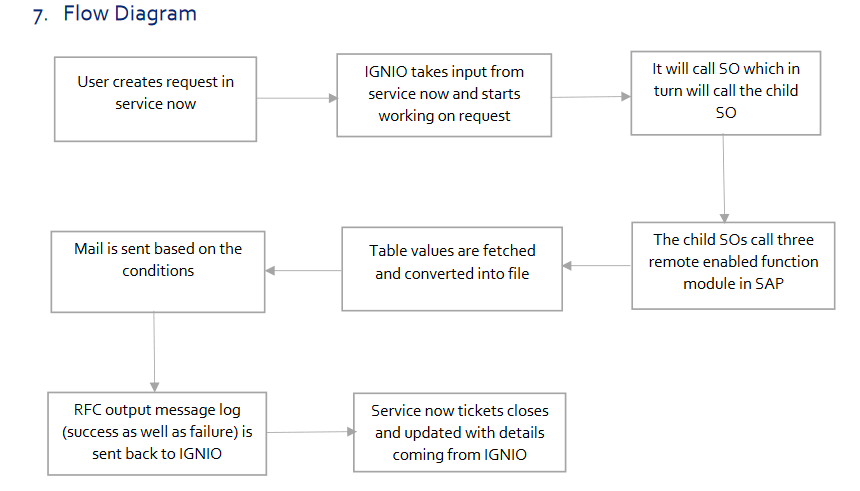 7. Flow Diagram
User creates request in
service now
IGNIO takes input from
service now and starts
working on request
It will call SO which in
turn will call the child
SO
The child SOs call three
remote enabled function
module in SAP
Table values are fetched
and converted into file
Mail is sent based on the
conditions
RFC output message log
(success as well as failure) is
sent back to IGNIO
Service now tickets closes
and updated with details
coming from IGNIO